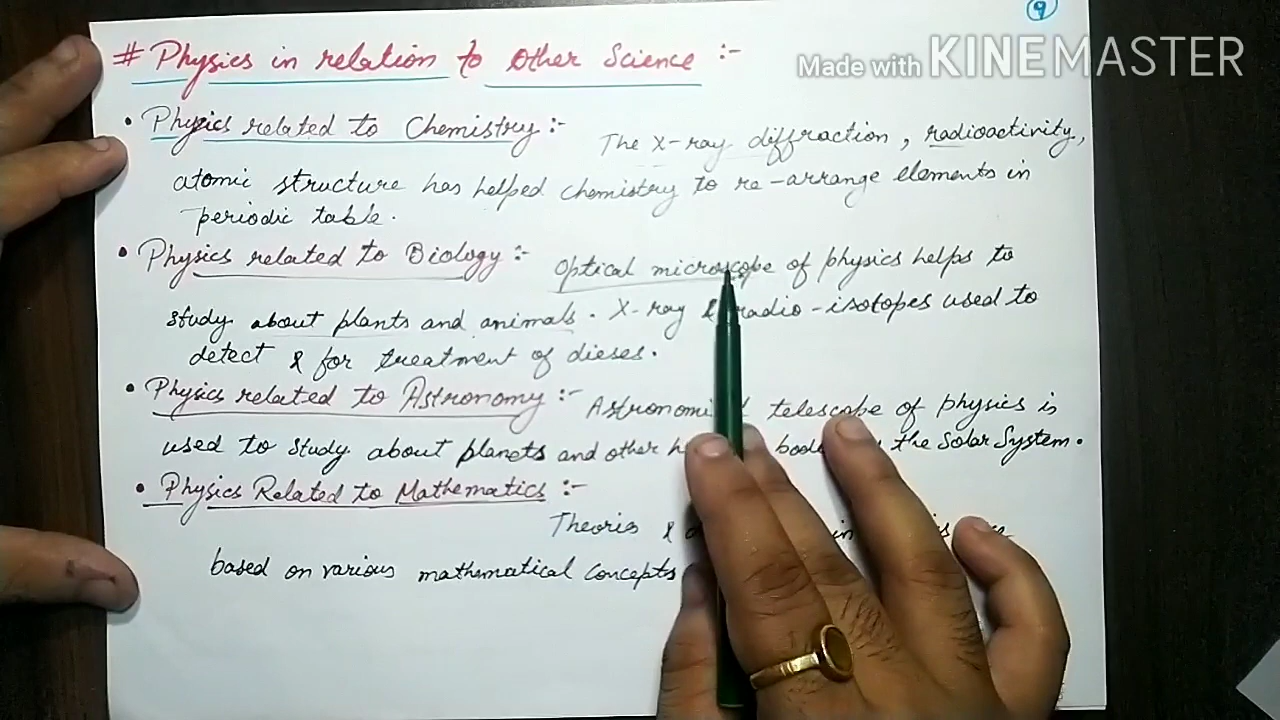 9
Made with KINEMASTER
# Physics in relation to Other Science :-
• Physics related to Chemistry :- The X-ray diffraction, radioactivity,
atomic structure has helped chemistry to re-arrange elements in
periodic table.
• Physics related to Biology :- Optical microscope of physics helps to
study about plants and animals. X-ray & radio-isotopes used to
detect & for treatment of dieses.
• Physics related to Astronomy :- telescope of physics is
used to study about planets and other the Solar System.
• Physics Related to Mathematics :-
Theoris & in
based on various mathematical concepts